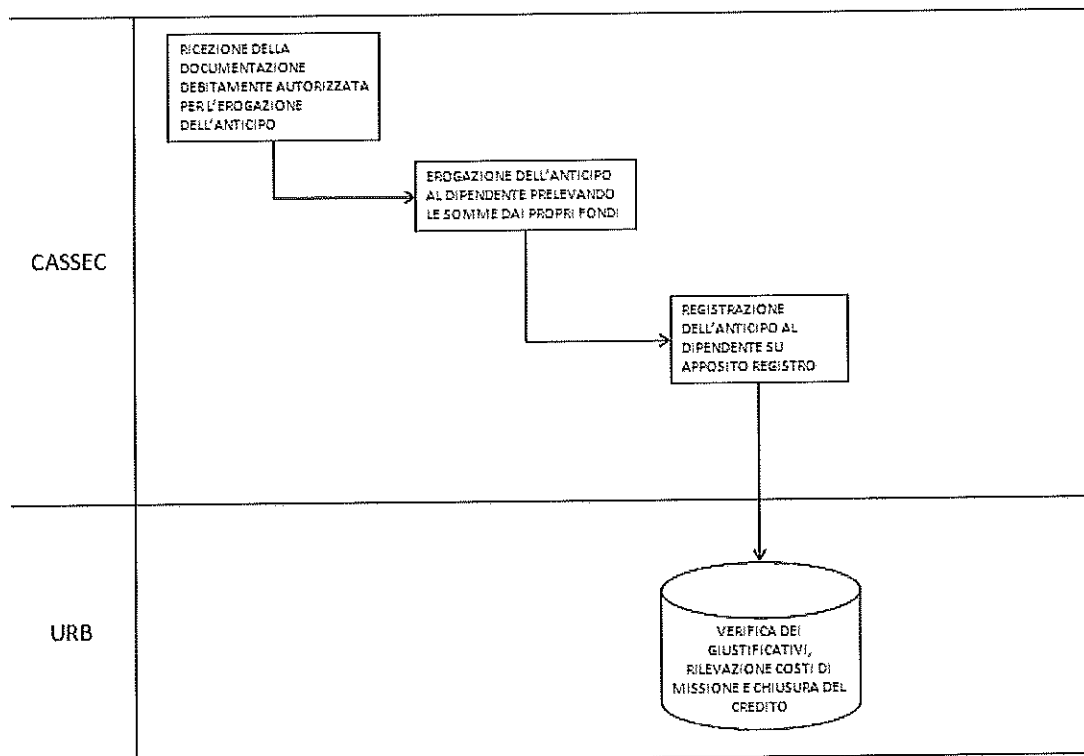 RICEZIONE DELLA
DOCUMENTAZIONE
DEBITAMENTE AUTORIZZATA
PER L'EROGAZIONE
DELL'ANTICIPO
EROGAZIONE DELL'ANTICIPO
AL DIPENDENTE PRELEVANDO
LE SOMME DAI PROPRI FONDI
CASSEC
REGISTRAZIONE
DELL'ANTICIPO AL
DIPENDENTE SU
APPOSITO REGISTRO
URB
VERIFICA DEI
GIUSTIFICATIVI,
RILEVAZIONE COSTI DI
MISSIONE E CHIUSURA DEL
CREDITO